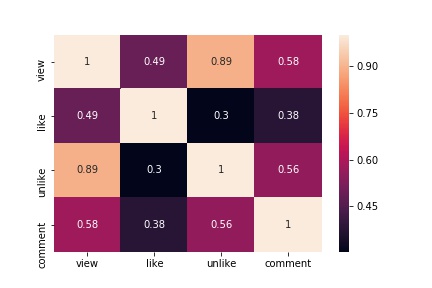 view 1 0.49 0.89 0.58
like 0.49 1 0.3 0.38
unlike 0.89 0.3 1 0.56
comment 0.58 0.38 0.56 1
view like unlike comment
0.90
0.75
0.60
0.45